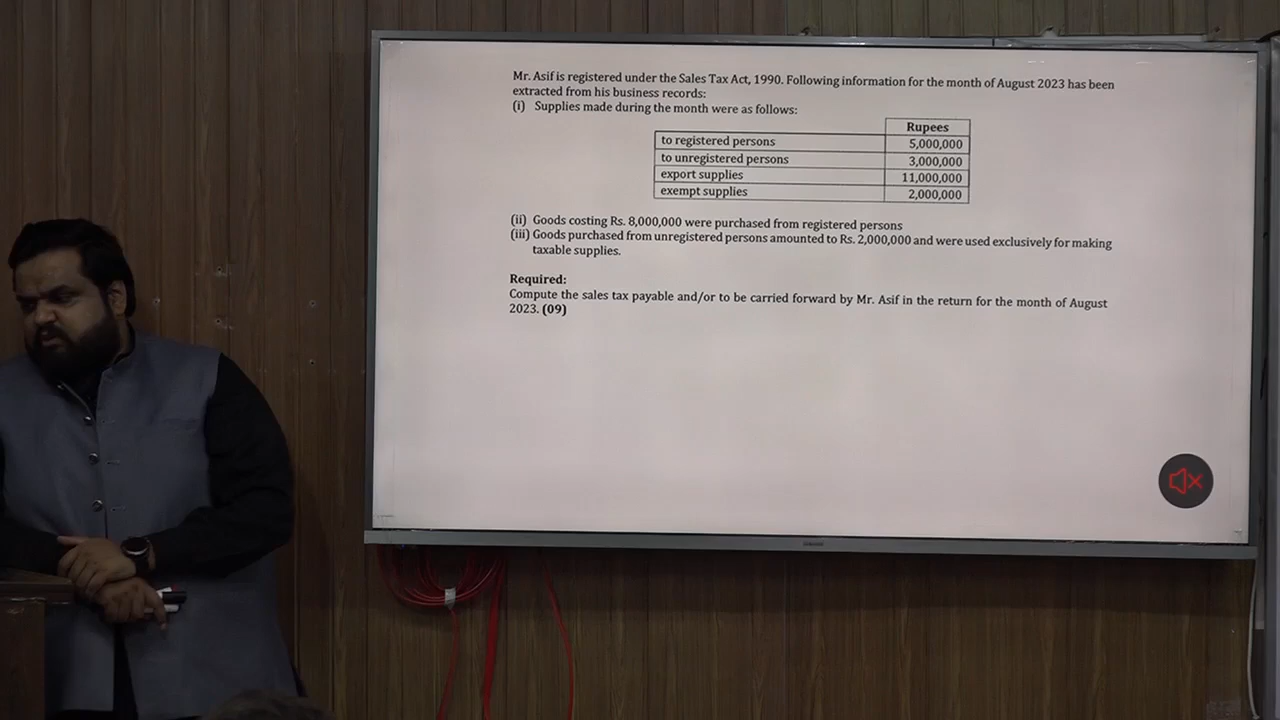 Mr. Asif is registered under the Sales Tax Act, 1990. Following information for the month of August 2023 has been
extracted from his business records:
(i) Supplies made during the month were as follows:
Rupees
to registered persons 5,000,000
to unregistered persons 3,000,000
export supplies 11,000,000
exempt supplies 2,000,000
(ii) Goods costing Rs. 8,000,000 were purchased from registered persons
(iii) Goods purchased from unregistered persons amounted to Rs. 2,000,000 and were used exclusively for making
taxable supplies.
Required:
Compute the sales tax payable and/or to be carried forward by Mr. Asif in the return for the month of August
2023. (09)